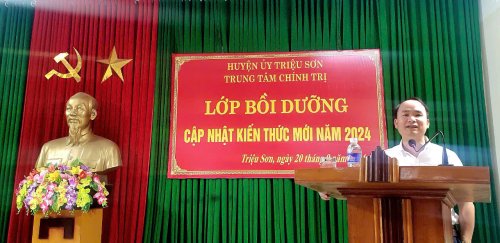 HUYỆN ỦY TRIỆU SƠN
TRUNG TÂM CHÍNH TRỊ
LỚP BỒI DƯỠNG
CẬP NHẬT KIẾN THỨC MỚI NĂM 2024
Triệu Sơn, ngày 20 tháng